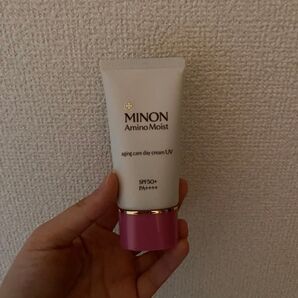 MINON
Amino Moist
aging care day cream UV
SPF50+
PA++++